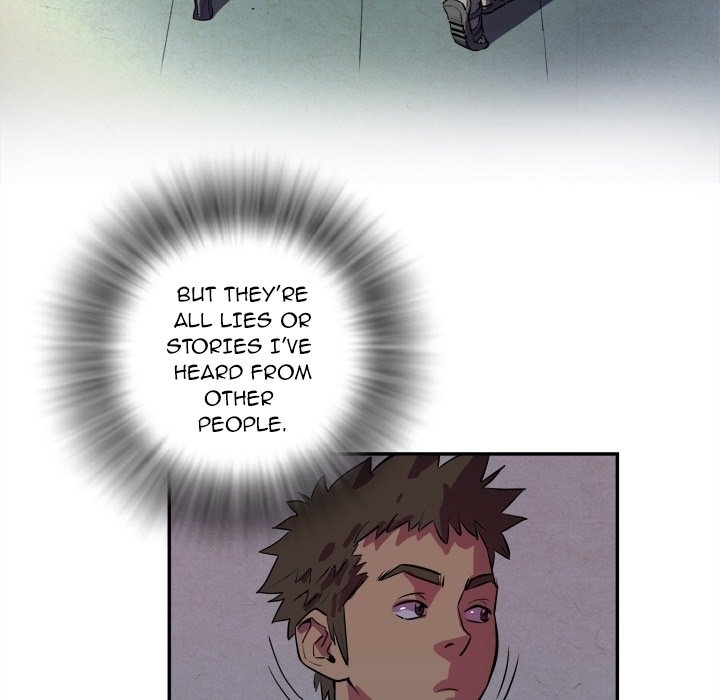 BUT THEY'RE
ALL LIES OR
STORIES I'VE
HEARD FROM
OTHER
PEOPLE.